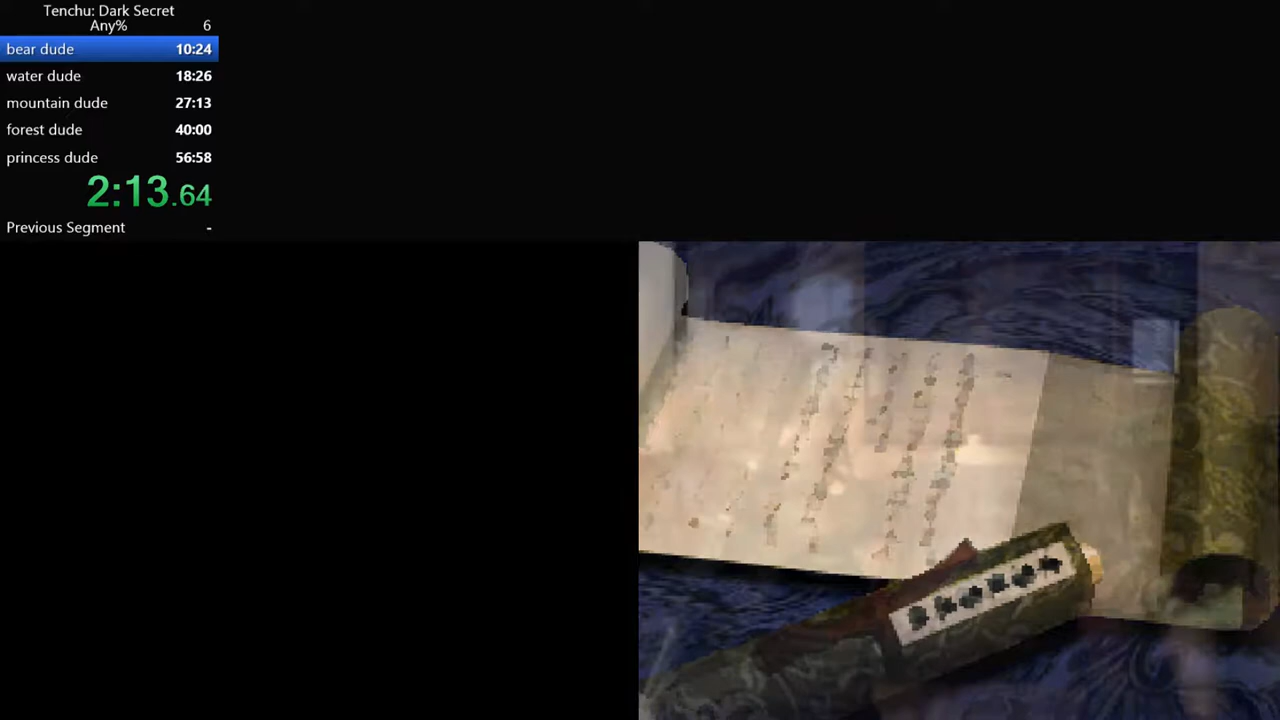 Tenchu: Dark Secret
Any% 6
bear dude 10:24
water dude 18:26
mountain dude 27:13
forest dude 40:00
princess dude 56:58
2:13.64
Previous Segment -